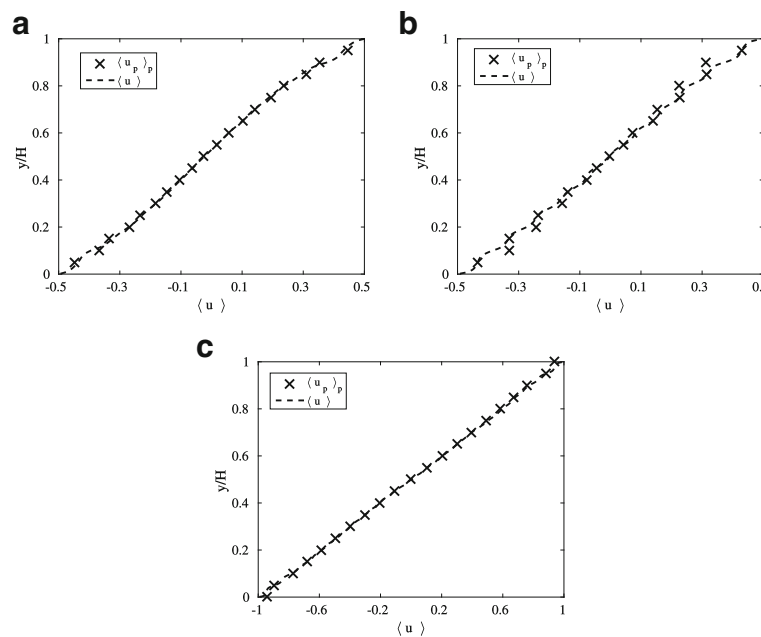 a
b
1
0.8
0.6
0.4
0.2
0
y/H
⟨ u_p ⟩_p
⟨ u ⟩
-0.5 -0.3 -0.1 0.1 0.3 0.5
⟨ u ⟩
1
0.8
0.6
0.4
0.2
0
y/H
⟨ u_p ⟩_p
⟨ u ⟩
-0.5 -0.3 -0.1 0.1 0.3
⟨ u ⟩
c
1
0.8
0.6
0.4
0.2
0
y/H
⟨ u_p ⟩_p
⟨ u ⟩
-1 -0.6 -0.2 0.2 0.6 1
⟨ u ⟩